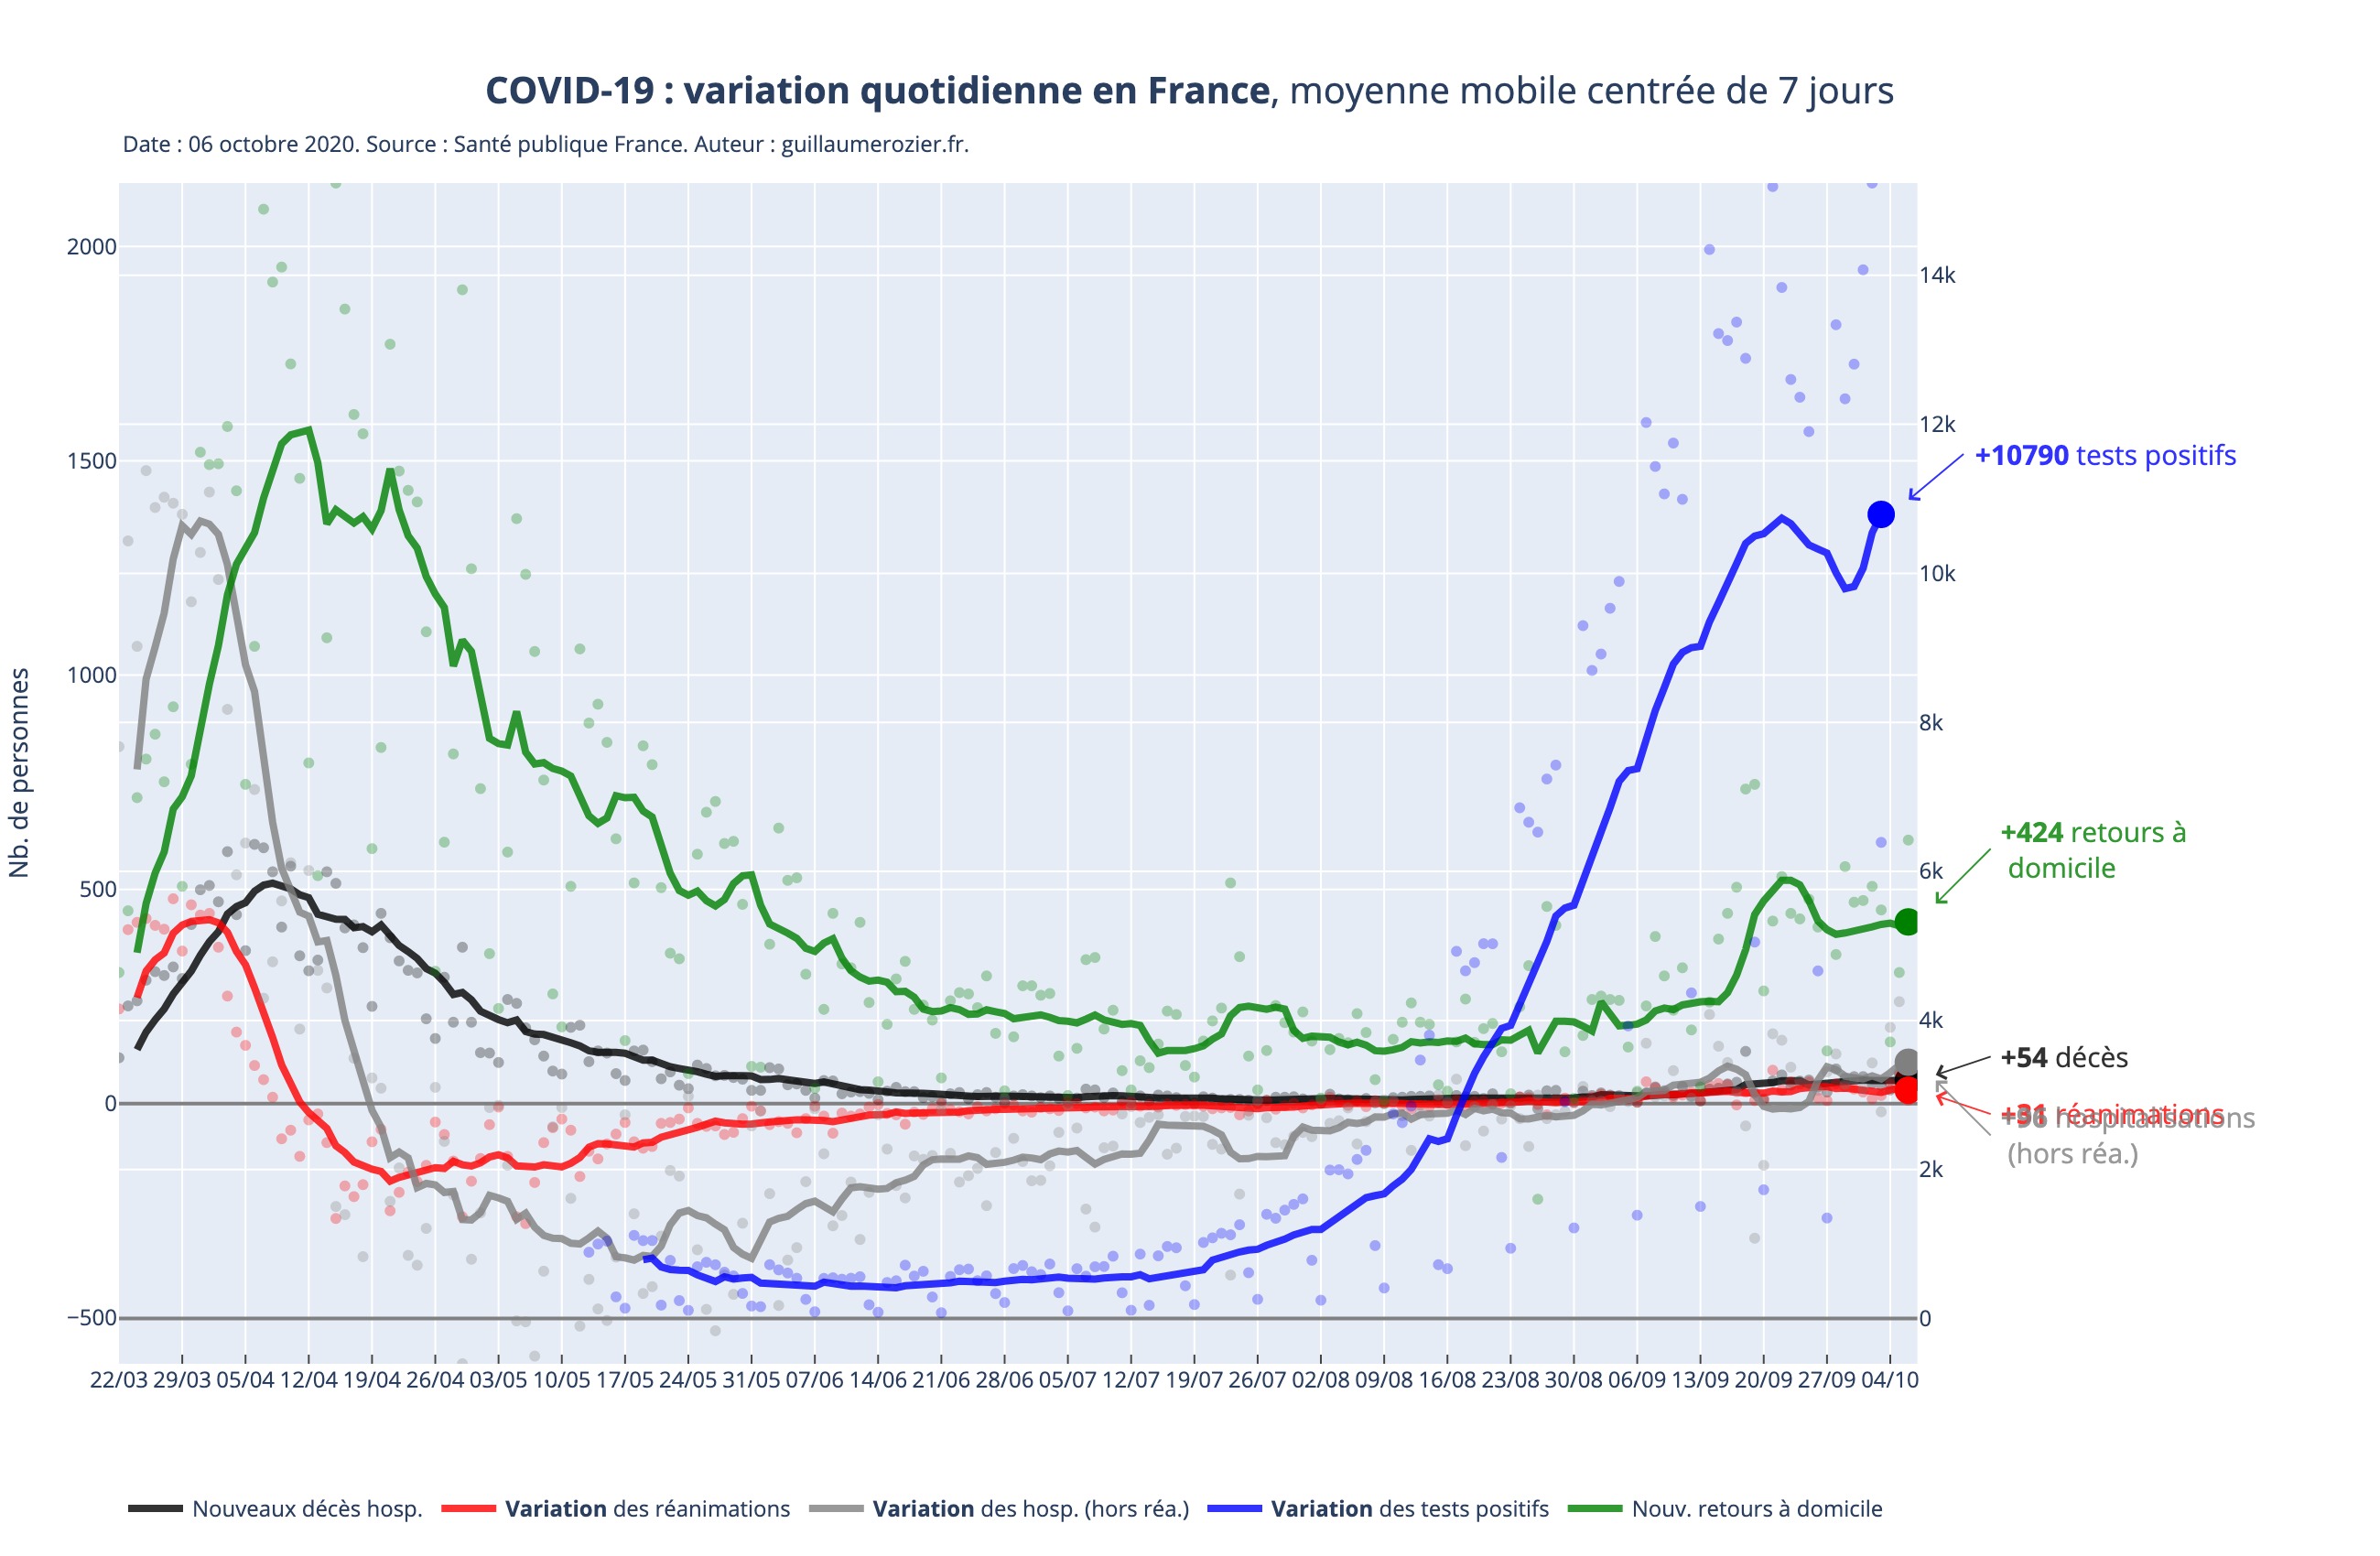 COVID-19 : variation quotidienne en France, moyenne mobile centrée de 7 jours
Date : 06 octobre 2020. Source : Santé publique France. Auteur : guillaumerozier.fr.
Nb. de personnes
2000
1500
1000
500
0
−500
14k
12k
10k
8k
6k
4k
2k
0
+10790 tests positifs
+424 retours à
domicile
+54 décès
+31 réanimations
hospitalisations
(hors réa.)
22/03 29/03 05/04 12/04 19/04 26/04 03/05 10/05 17/05 24/05 31/05 07/06 14/06 21/06 28/06 05/07 12/07 19/07 26/07 02/08 09/08 16/08 23/08 30/08 06/09 13/09 20/09 27/09 04/10
Nouveaux décès hosp. Variation des réanimations Variation des hosp. (hors réa.) Variation des tests positifs Nouv. retours à domicile